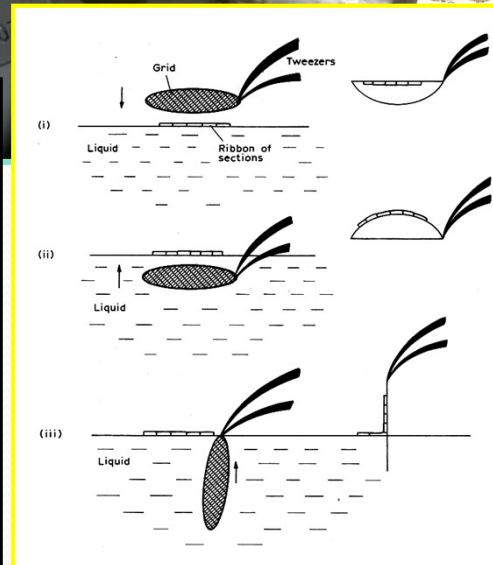 Tweezers
Grid
(i)
Liquid
Ribbon of
sections
(ii)
Liquid
(iii)
Liquid